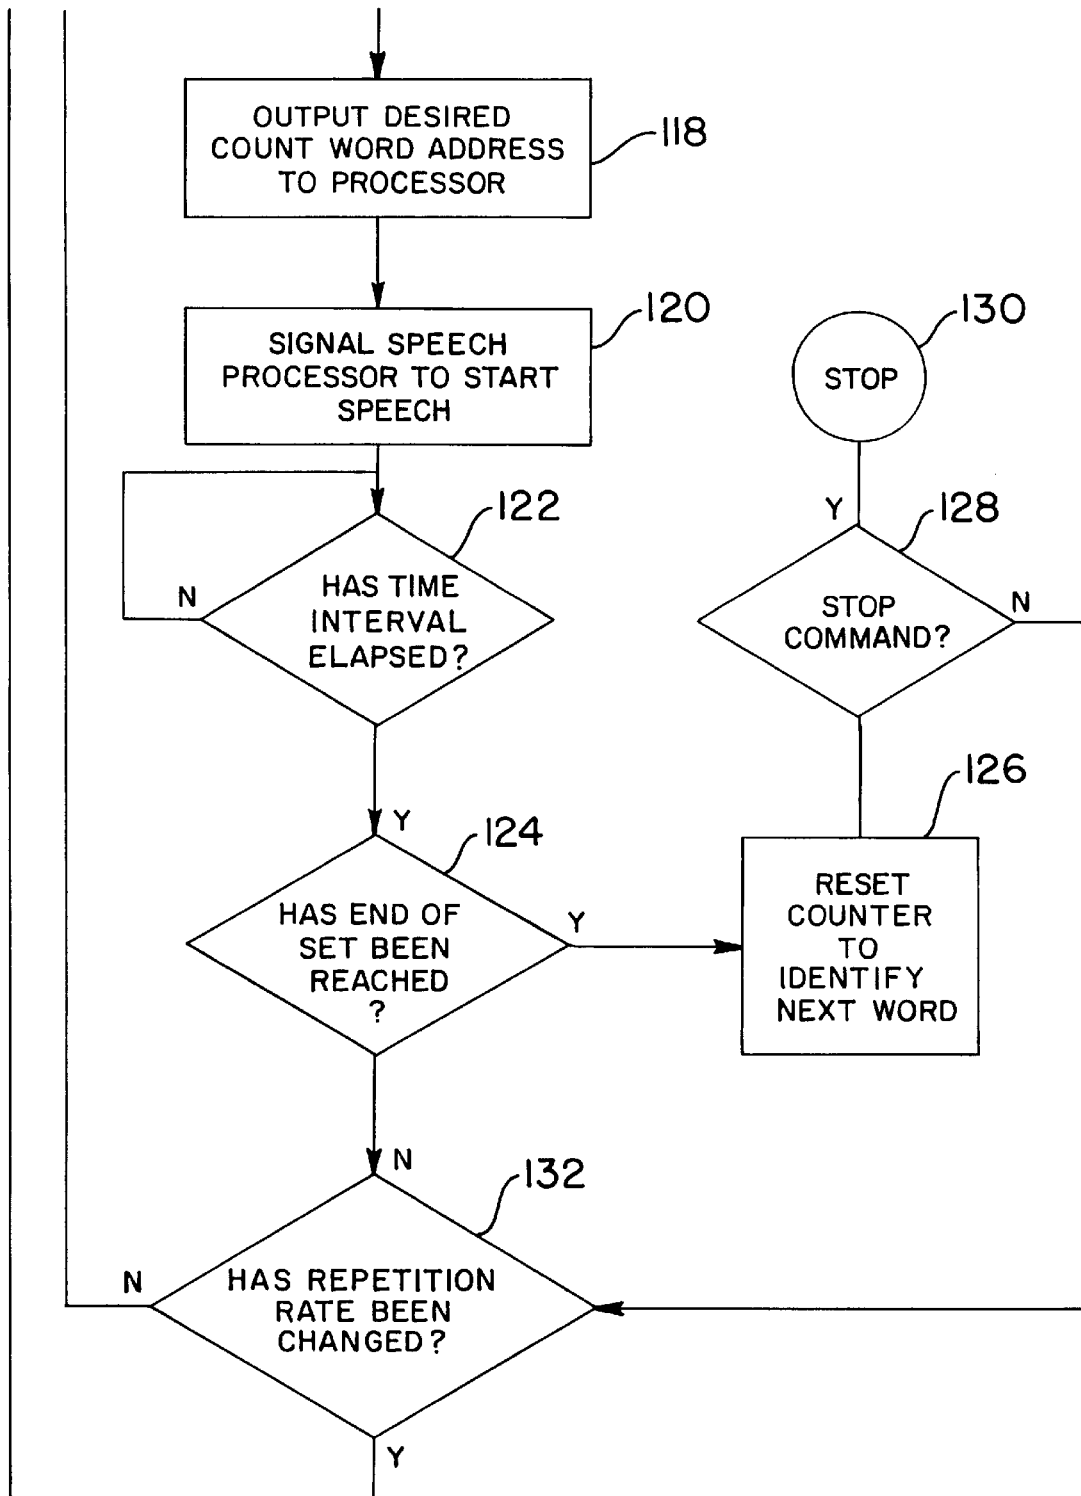 OUTPUT DESIRED
COUNT WORD ADDRESS
TO PROCESSOR
118
SIGNAL SPEECH
PROCESSOR TO START
SPEECH
120
130
STOP
Y
128
STOP
COMMAND?
N
122
N
HAS TIME
INTERVAL
ELAPSED?
Y
124
HAS END OF
SET BEEN
REACHED
?
Y
126
RESET
COUNTER
TO
IDENTIFY
NEXT WORD
N
132
N
HAS REPETITION
RATE BEEN
CHANGED?
Y